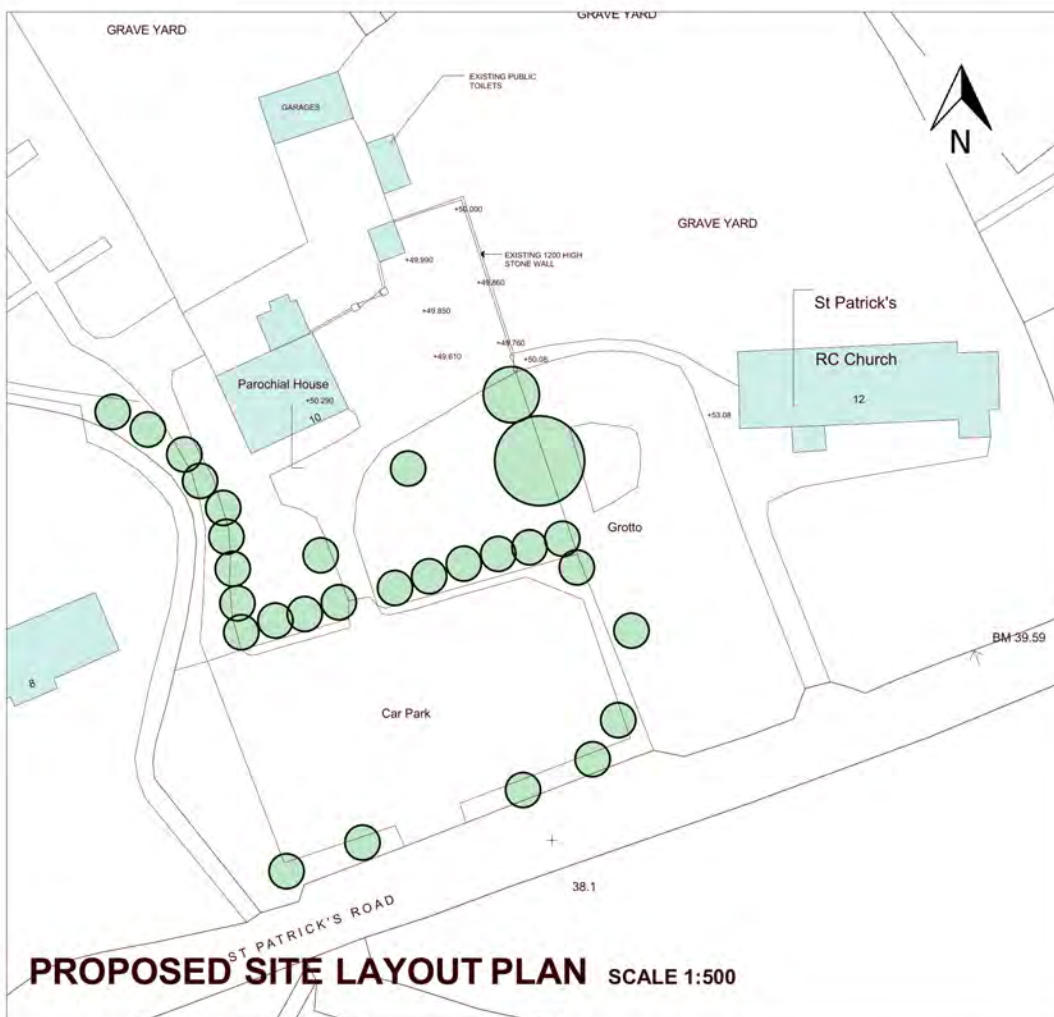 GRAVE YARD
GRAVE YARD
EXISTING PUBLIC
TOILETS
GARAGES
N
+50.000
GRAVE YARD
+49.990
EXISTING 1200 HIGH
STONE WALL
+49.860
+49.850
St Patrick's
+49.760
+49.610
+50.08
RC Church
Parochial House
+50.290
10
12
+53.08
Grotto
BM 39.59
8
Car Park
38.1
ST PATRICK'S ROAD
PROPOSED SITE LAYOUT PLAN SCALE 1:500